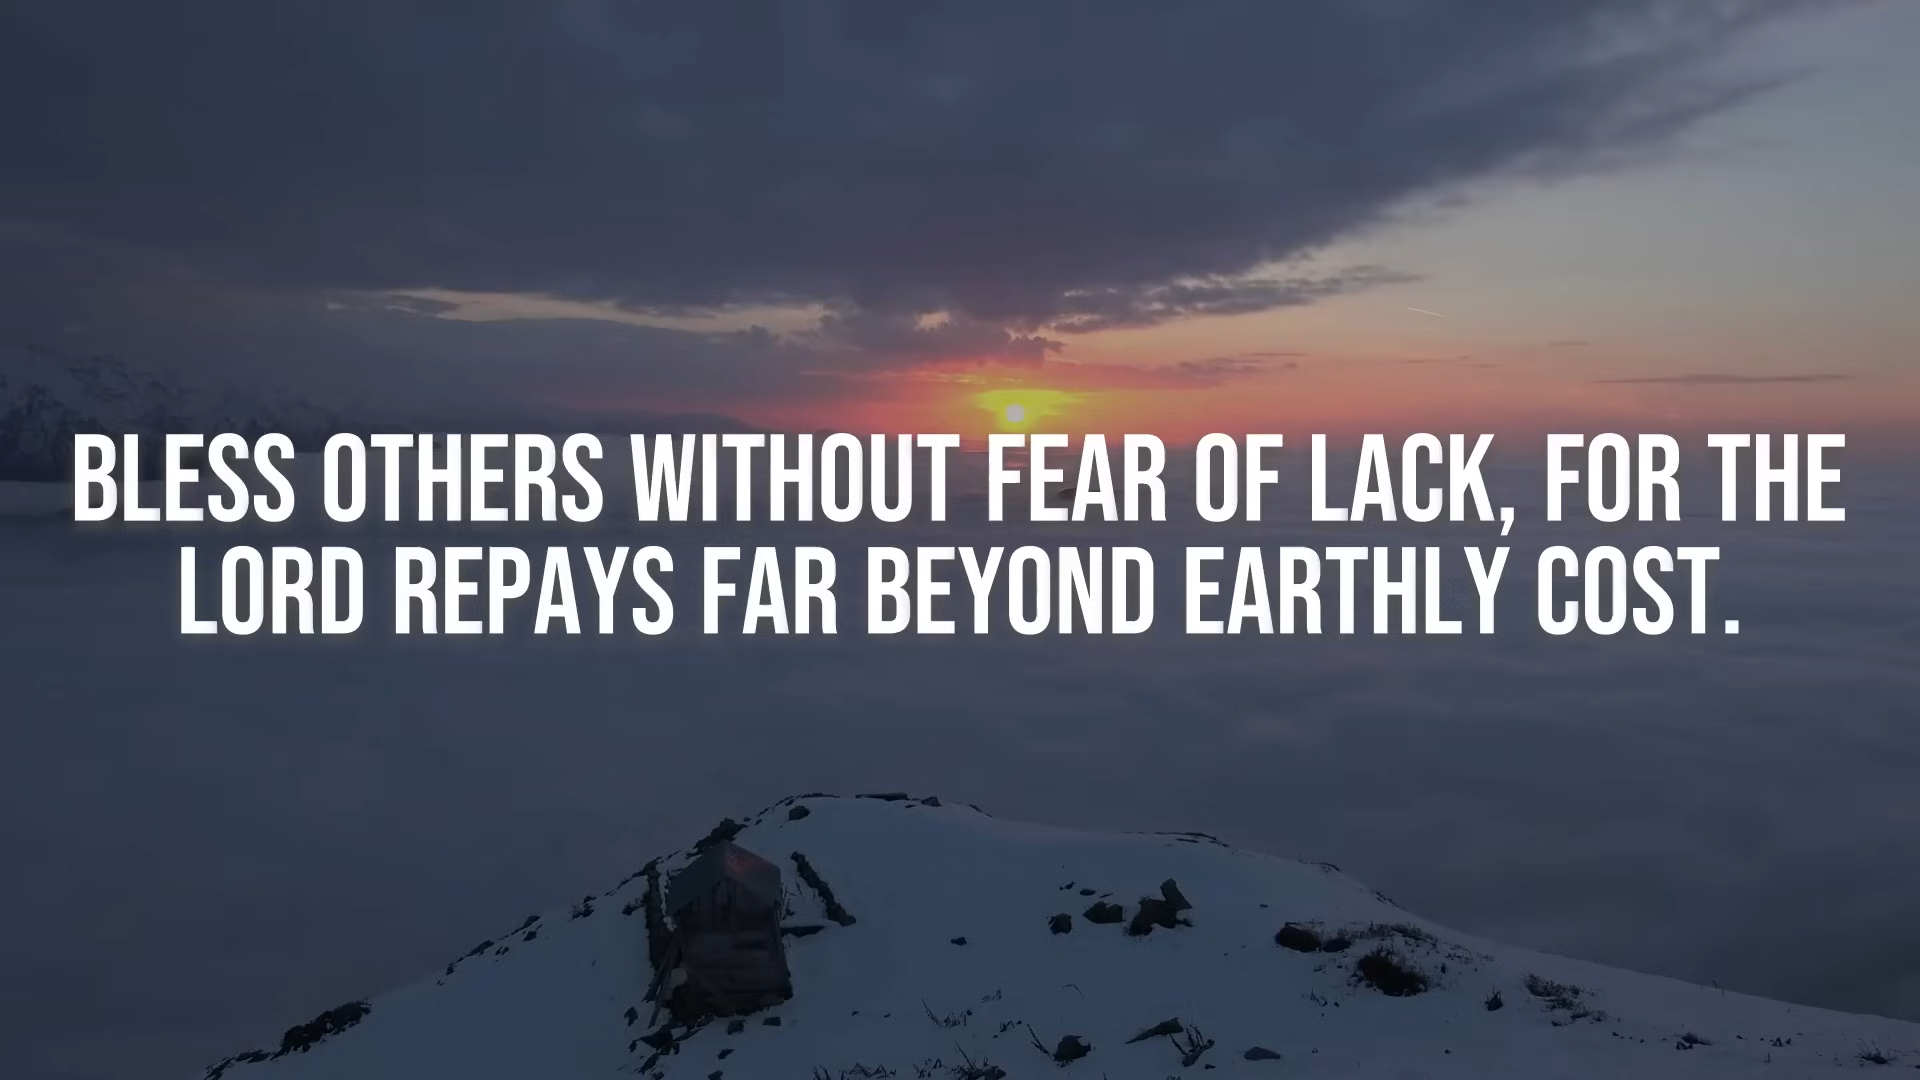 BLESS OTHERS WITHOUT FEAR OF LACK, FOR THE
LORD REPAYS FAR BEYOND EARTHLY COST.